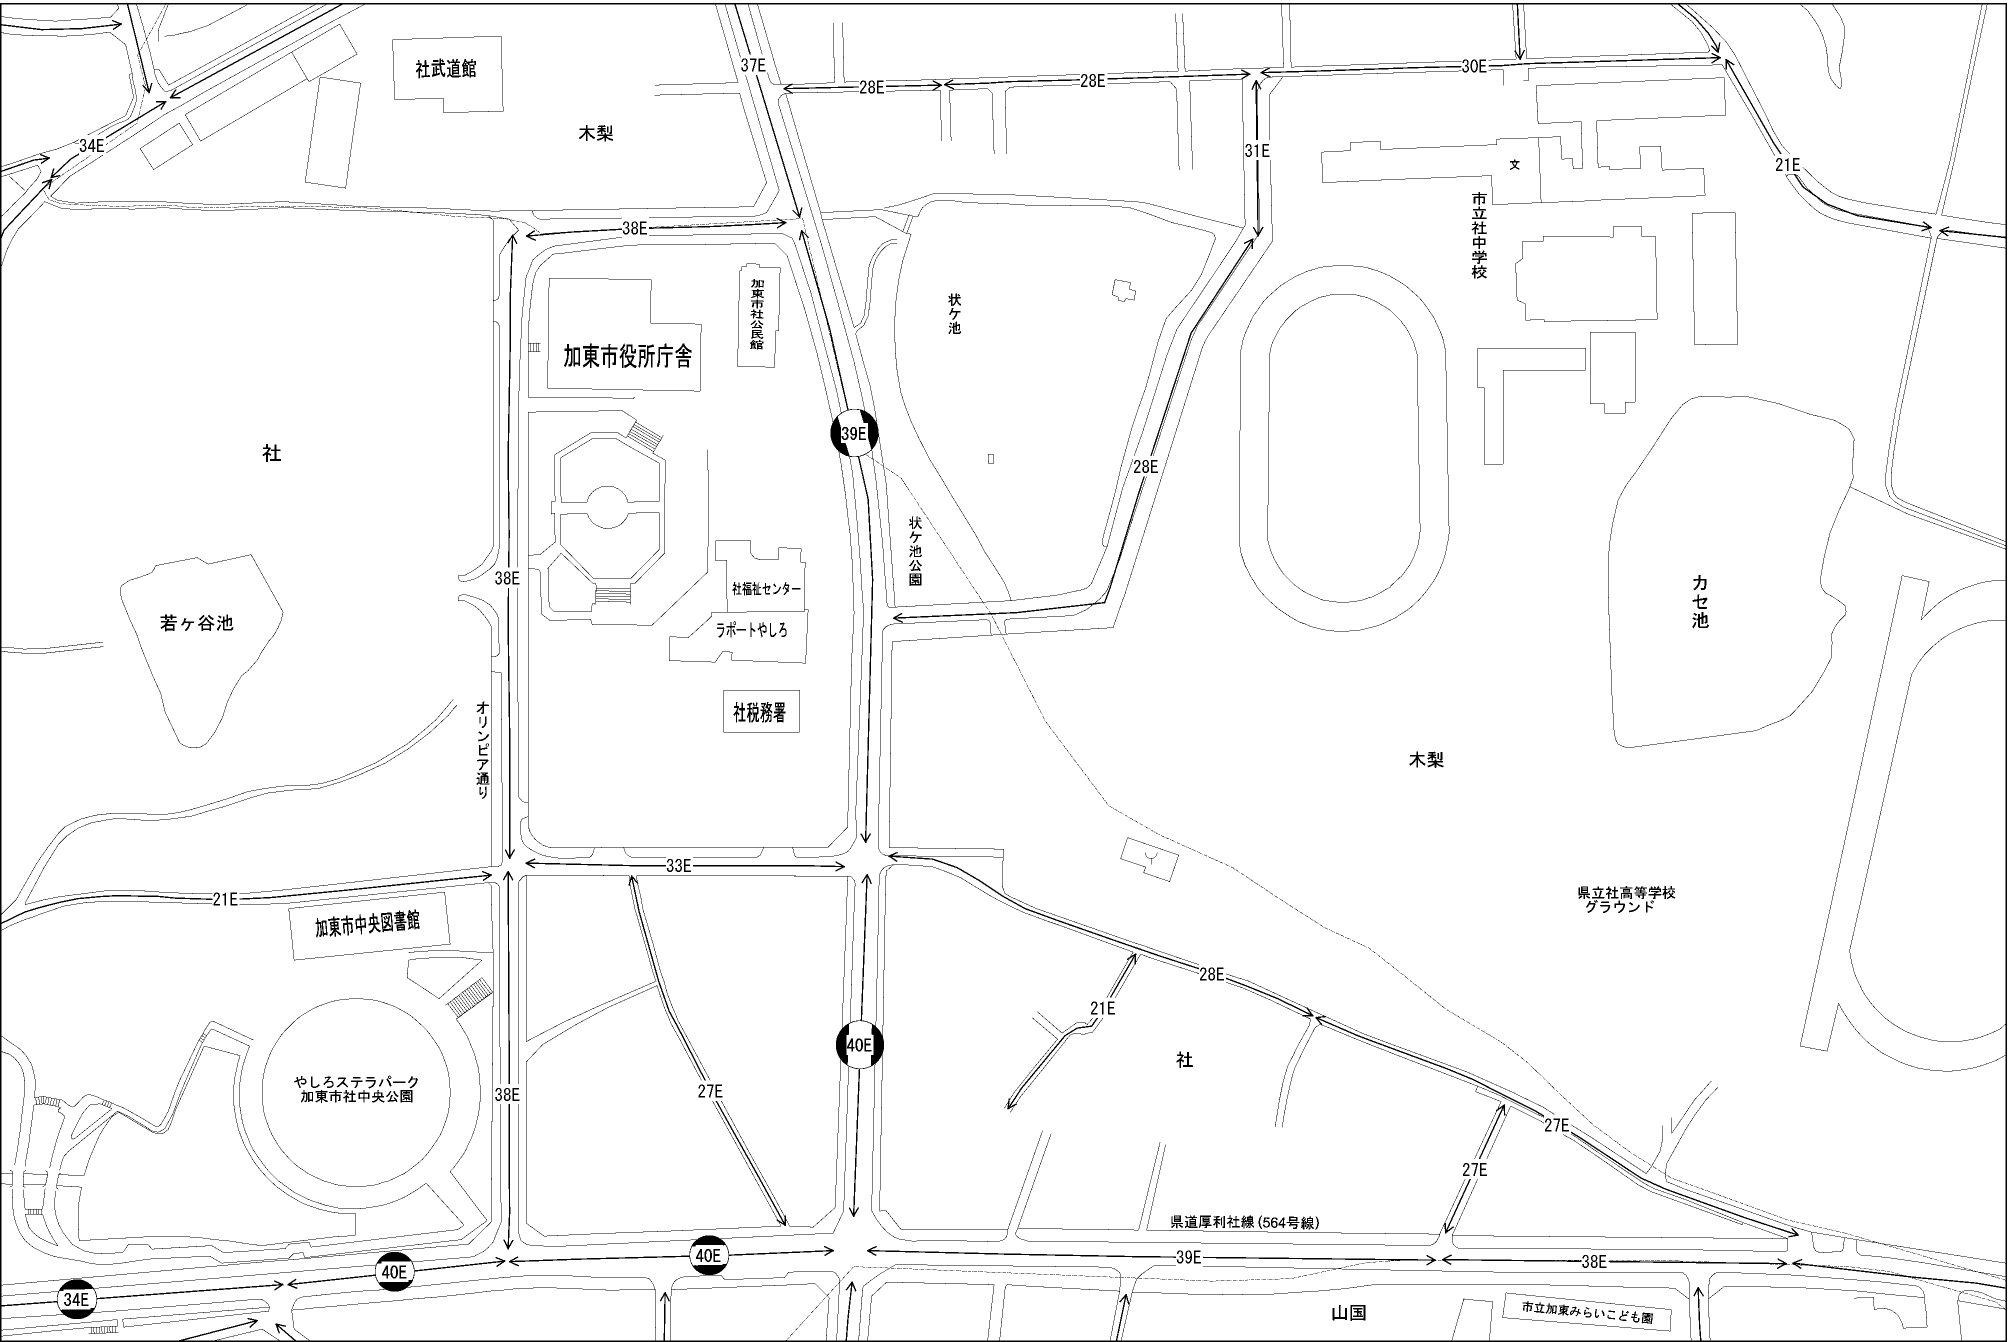 37E
社武道館
28E
28E
30E
木梨
34E
31E
21E
文
市立社中学校
38E
加東市社公民館
状ケ池
加東市役所庁舎
39E
社
28E
状ケ池公園
38E
社福祉センター
カセ池
若ヶ谷池
ラポートやしろ
社税務署
オリンピア通り
木梨
33E
21E
県立社高等学校
グラウンド
加東市中央図書館
28E
21E
40E
社
やしろステラパーク
加東市社中央公園
38E
27E
27E
27E
県道厚利社線(564号線)
40E
40E
39E
38E
34E
山国
市立加東みらいこども園